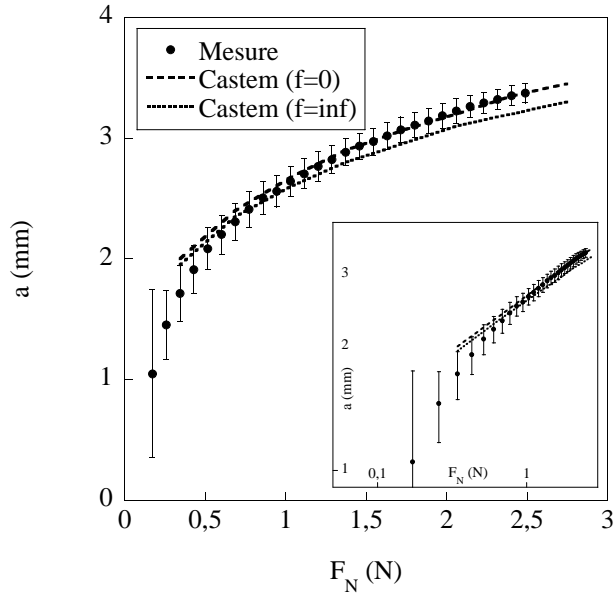 4
3
2
1
0
a (mm)
Mesure
Castem (f=0)
Castem (f=inf)
3
2
1
a (mm)
0,1
F_N (N)
1
0
0,5
1
1,5
2
2,5
3
F_N (N)